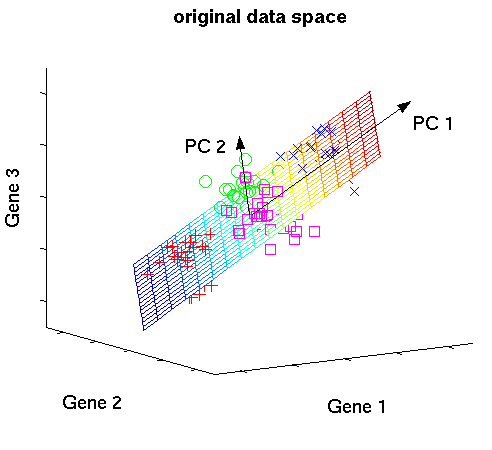 original data space
PC 1
PC 2
Gene 3
Gene 2
Gene 1